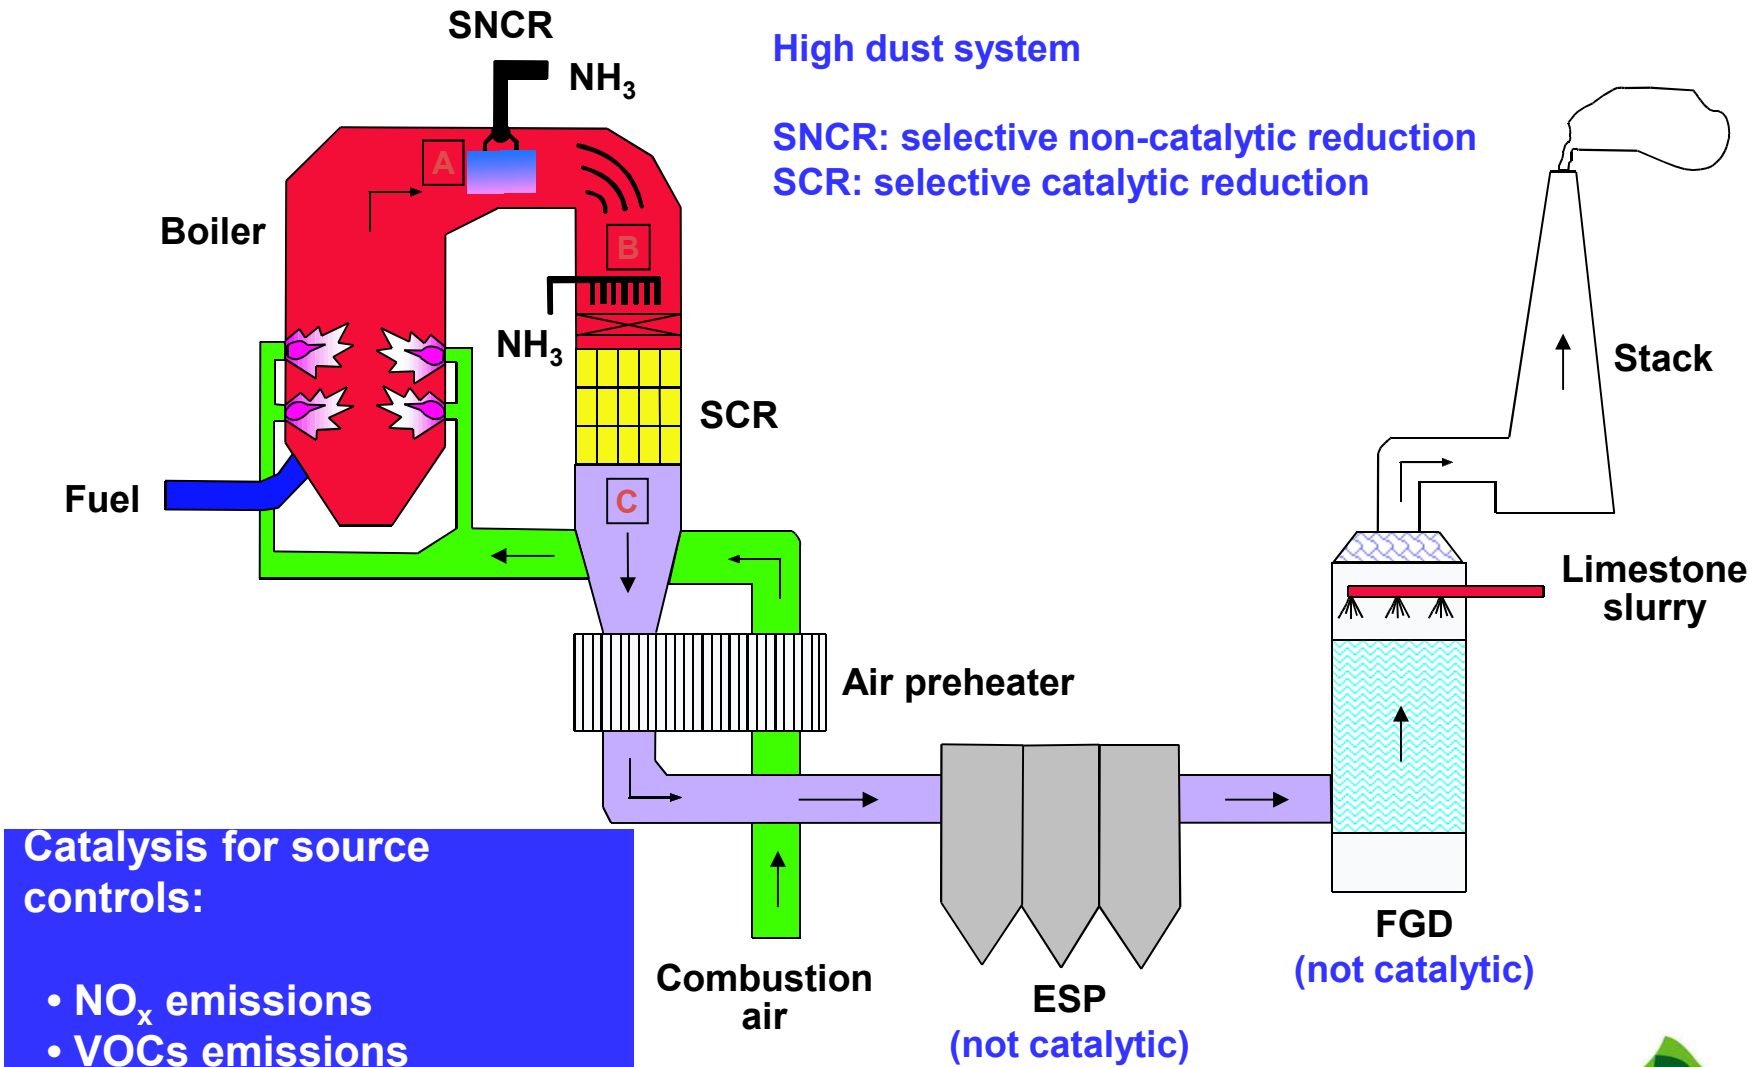 SNCR
NH3
High dust system
SNCR: selective non-catalytic reduction
SCR: selective catalytic reduction
A
Boiler
B
NH3
Stack
SCR
Fuel
C
Limestone
slurry
Air preheater
Catalysis for source
controls:
• NOx emissions
• VOCs emissions
Combustion
air
ESP
(not catalytic)
FGD
(not catalytic)